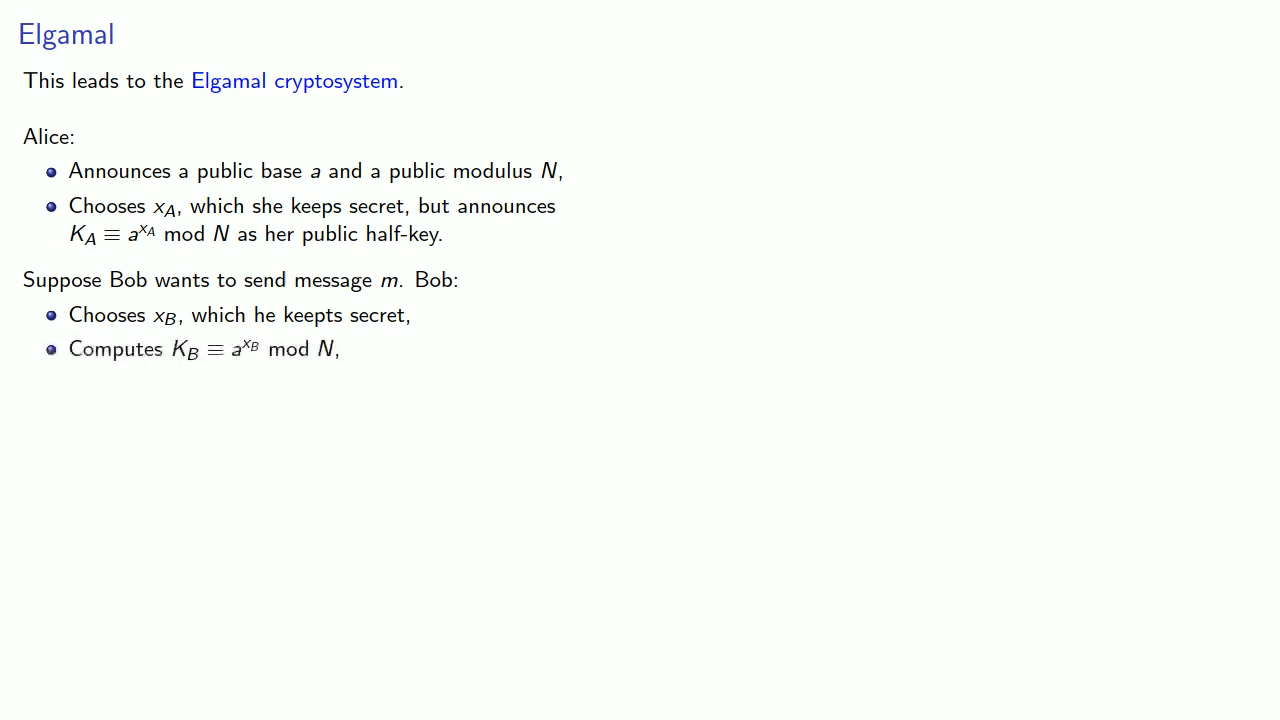 Elgamal
This leads to the Elgamal cryptosystem.
Alice:
Announces a public base a and a public modulus N,
Chooses x_A, which she keeps secret, but announces
K_A ≡ a^{x_A} mod N as her public half-key.
Suppose Bob wants to send message m. Bob:
Chooses x_B, which he keepts secret,
Computes K_B ≡ a^{x_B} mod N,